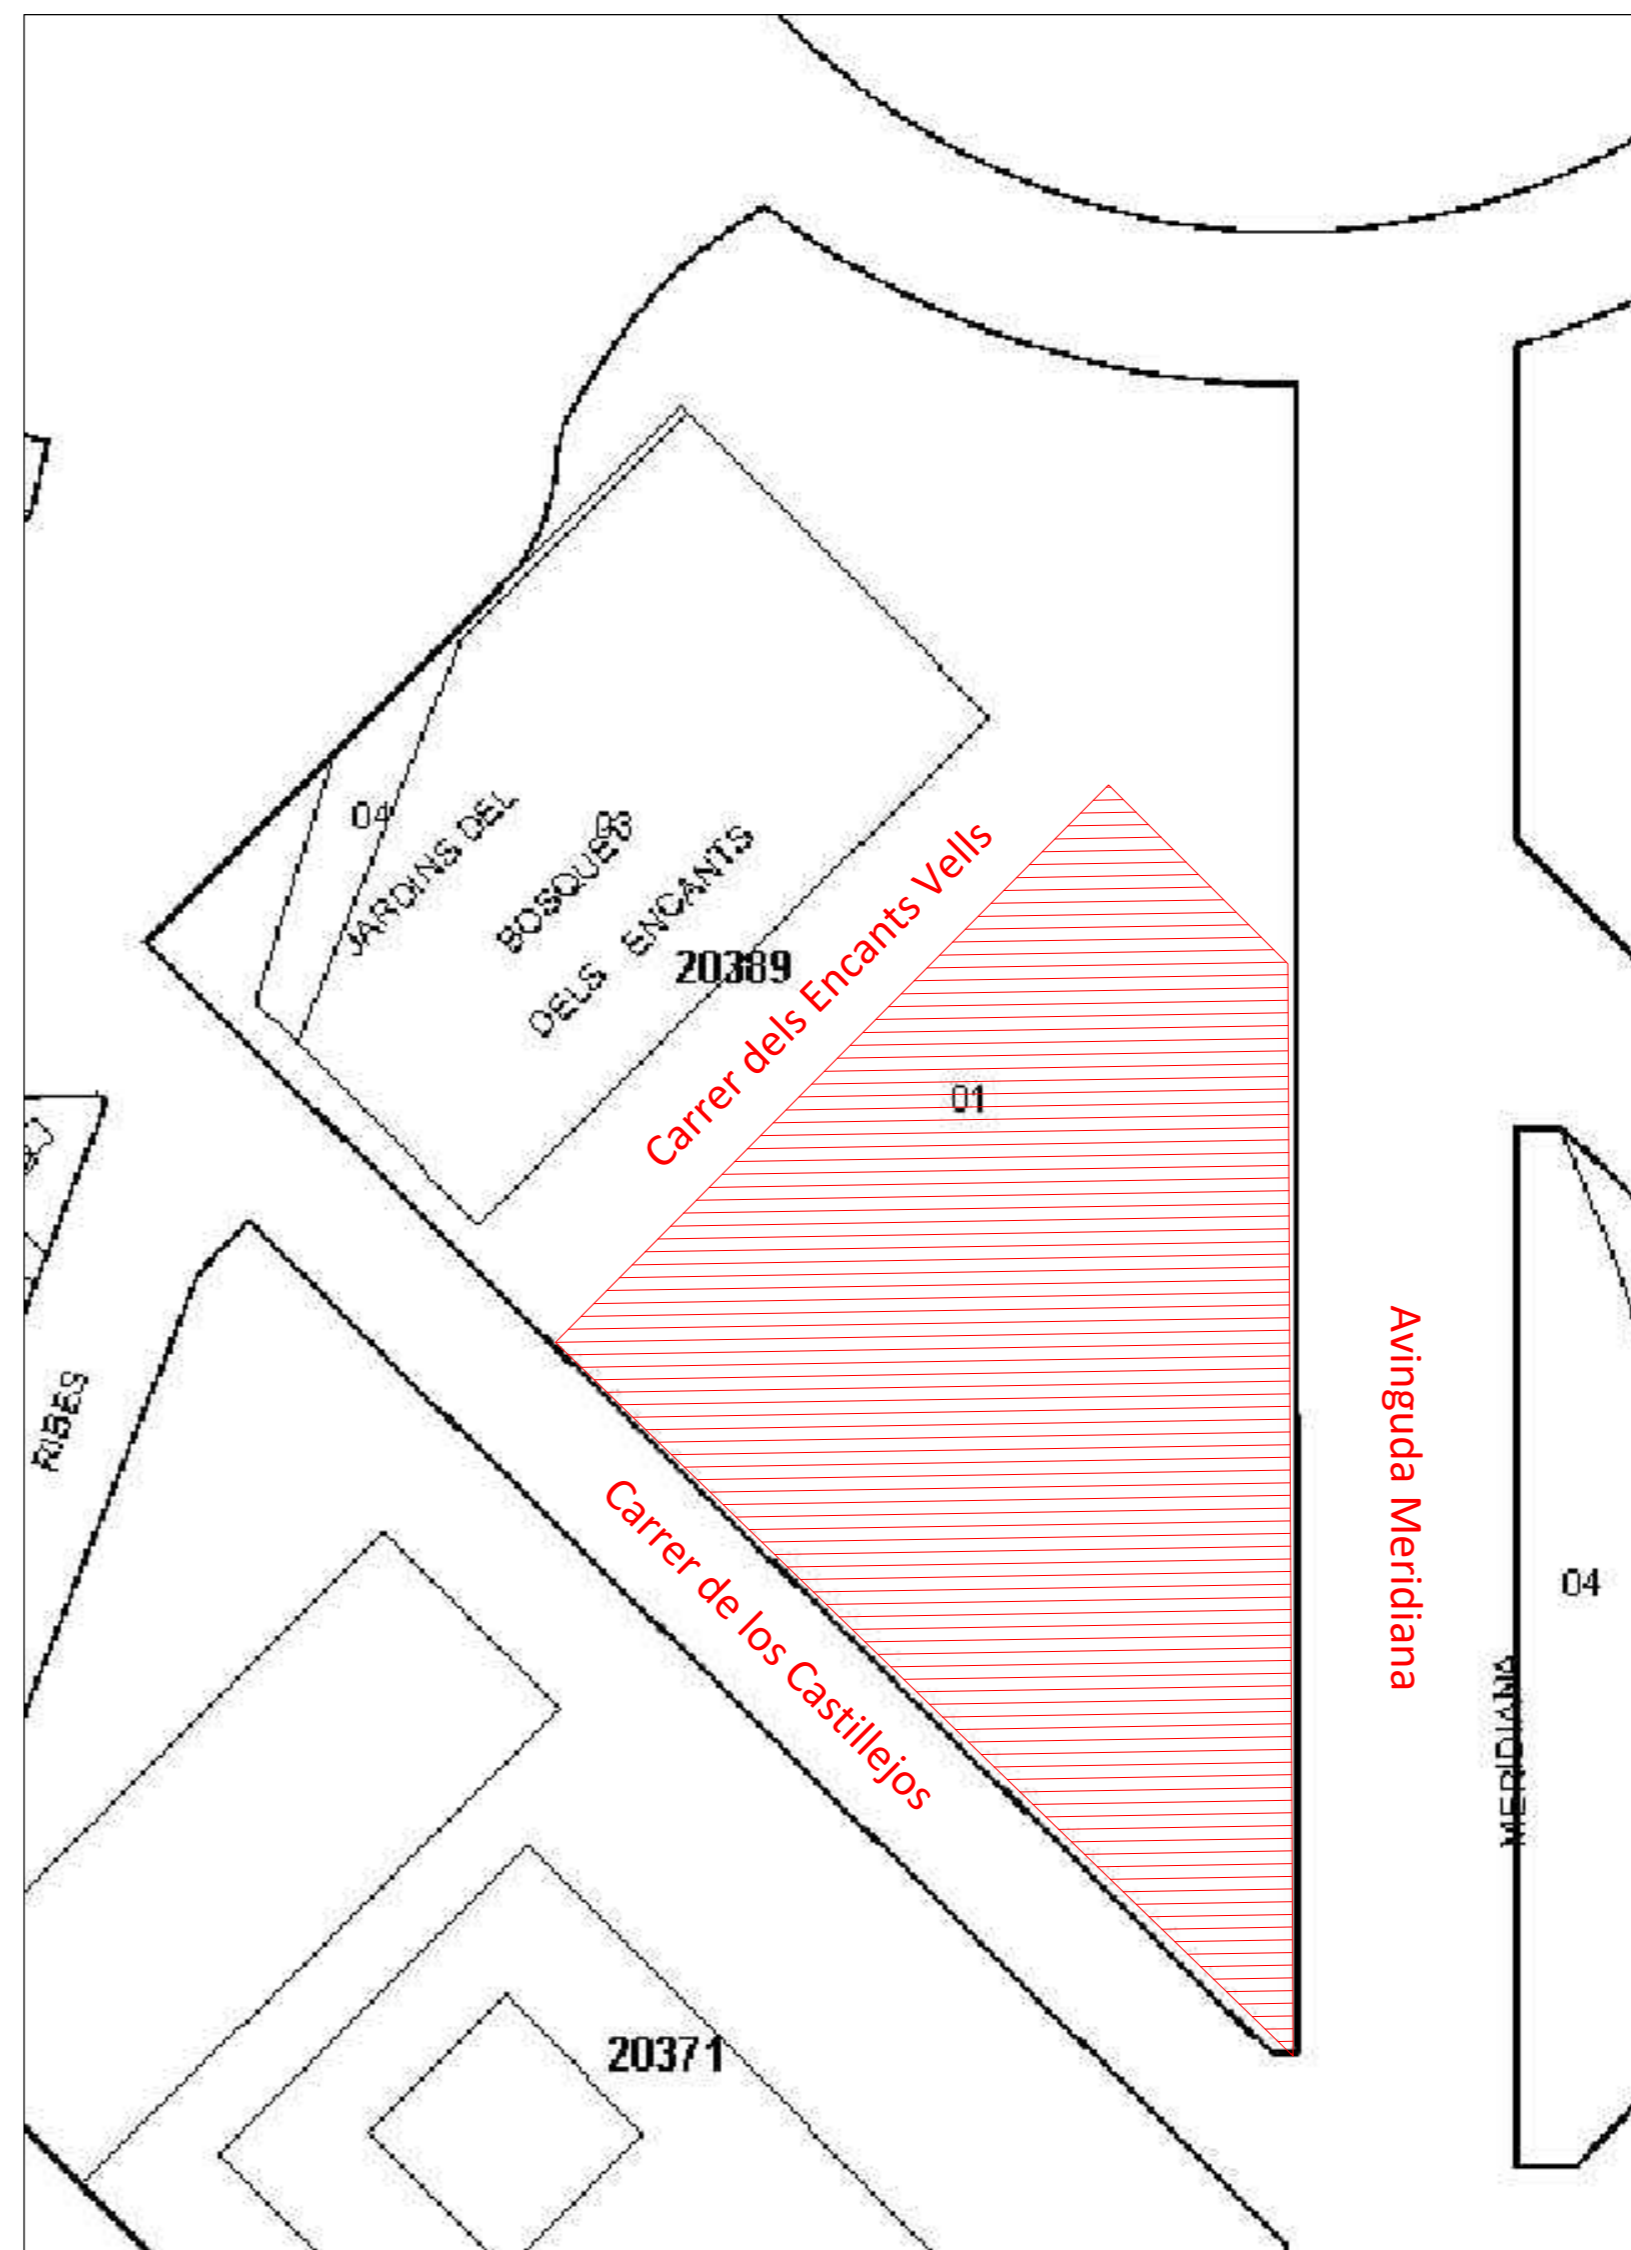 04
JARDINS DEL
BOSQUET
03
DELS ENCANTS
20389
Carrer dels Encants Vells
01
Avinguda Meridiana
RIBES
Carrer de los Castillejos
04
MERIDIANA
20371